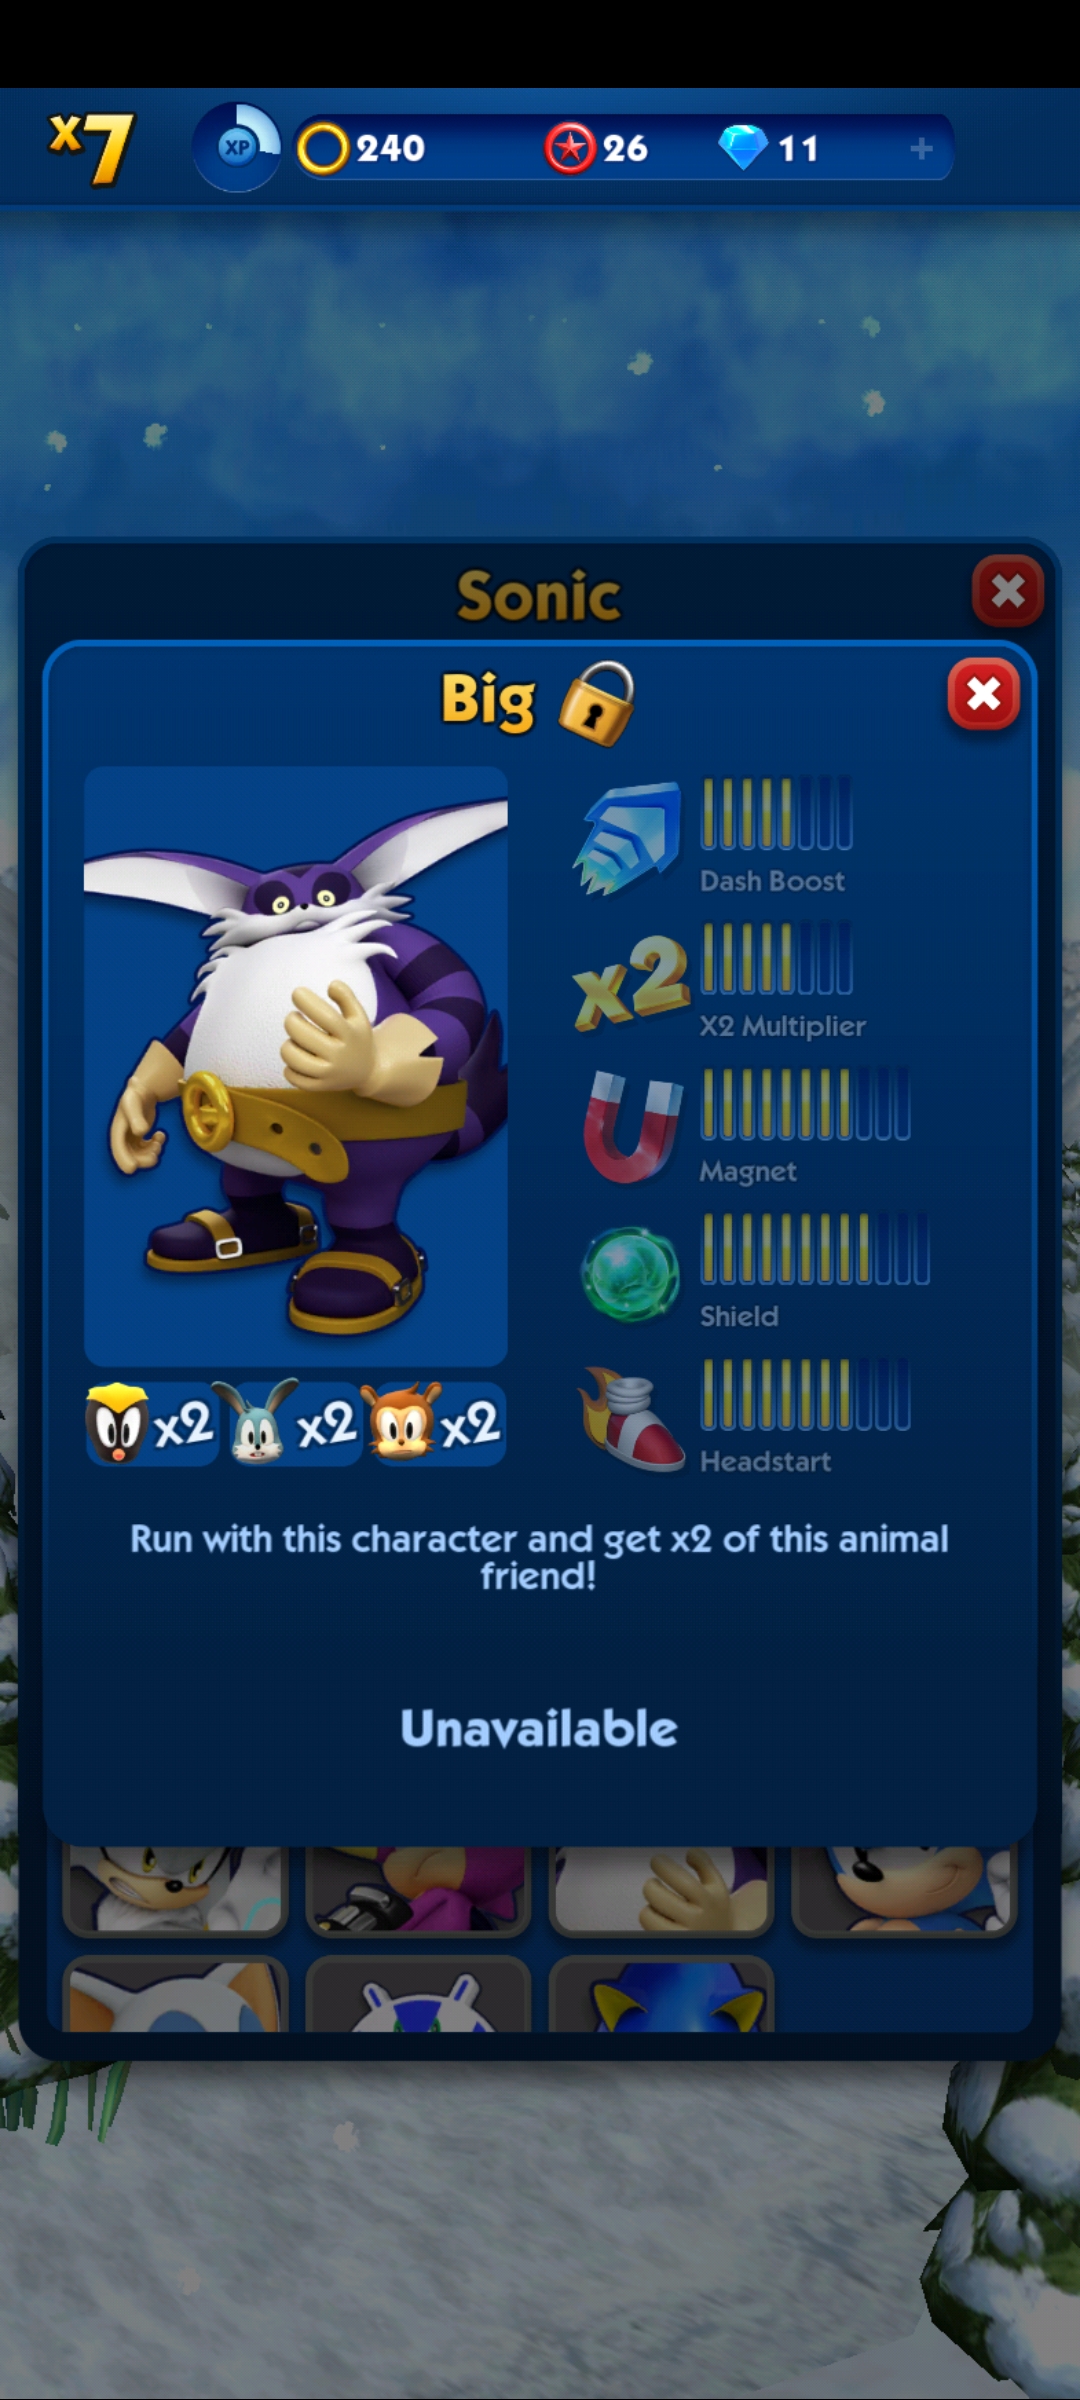 x7
XP
240
26
11
+
Sonic
Big
Dash Boost
x2
X2 Multiplier
Magnet
Shield
Headstart
x2
x2
x2
Run with this character and get x2 of this animal
friend!
Unavailable